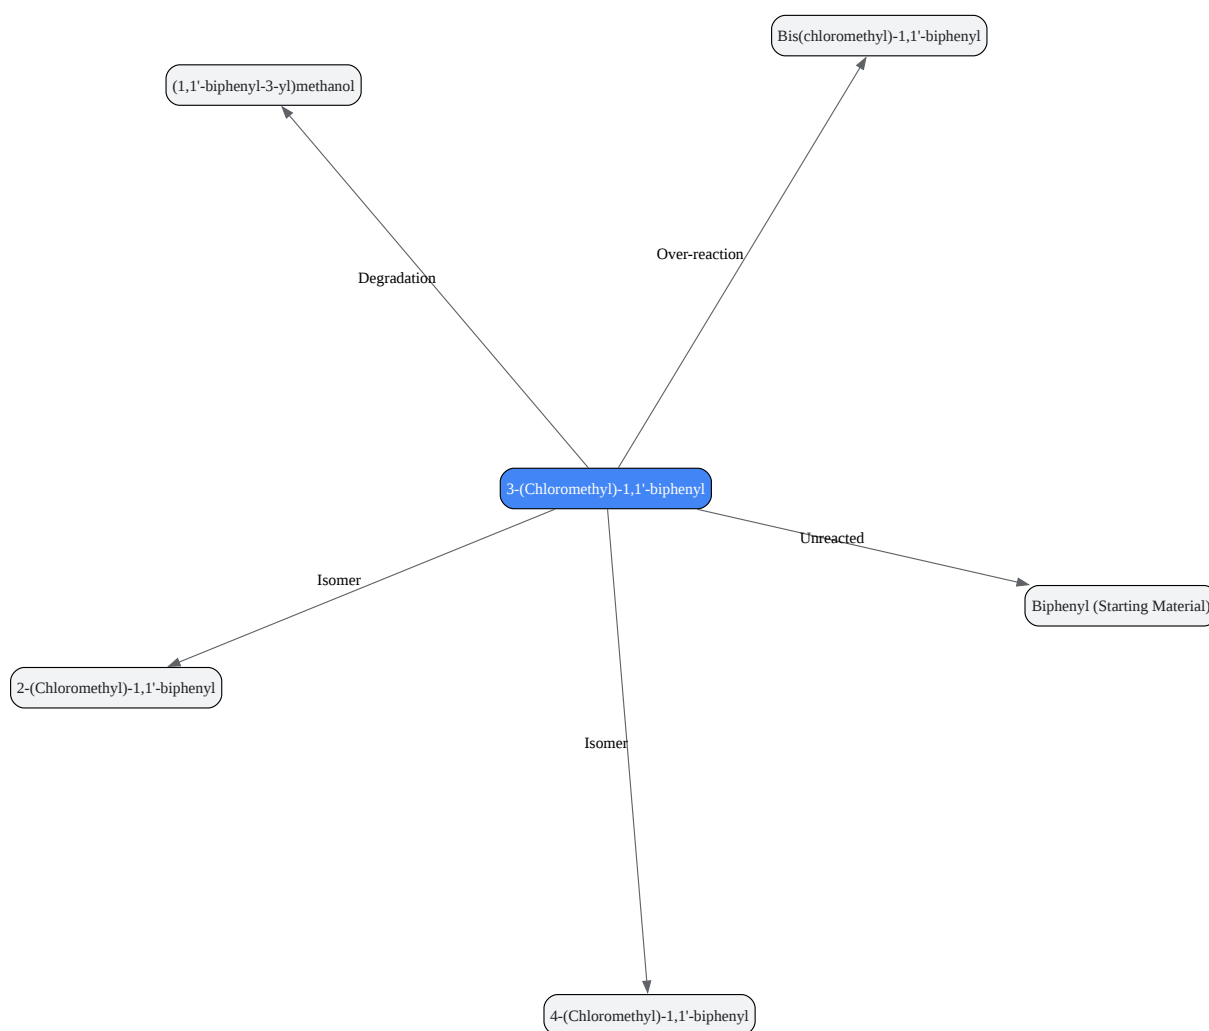 Bis(chloromethyl)-1,1'-biphenyl
(1,1'-biphenyl-3-yl)methanol
Over-reaction
Degradation
3-(Chloromethyl)-1,1'-biphenyl
Unreacted
Isomer
Biphenyl (Starting Material)
2-(Chloromethyl)-1,1'-biphenyl
Isomer
4-(Chloromethyl)-1,1'-biphenyl